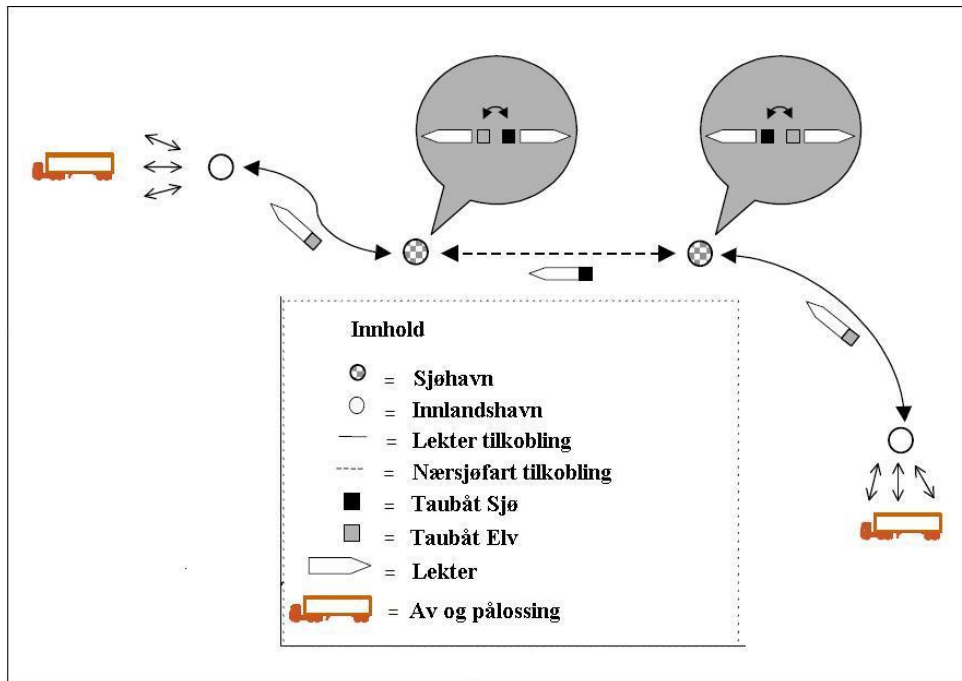 Innhold
= Sjøhavn
= Innlandshavn
= Lekter tilkobling
= Nærsjøfart tilkobling
= Taubåt Sjø
= Taubåt Elv
= Lekter
= Av og pålossing